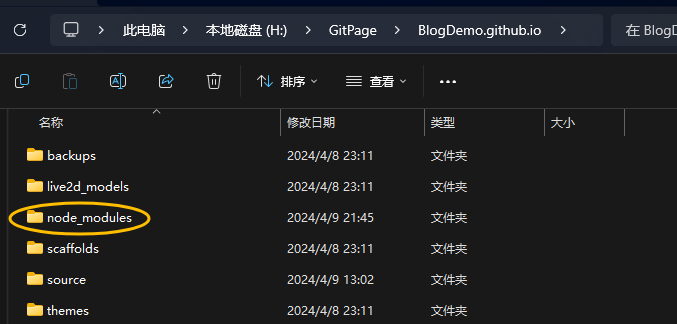 此电脑 > 本地磁盘 (H:) > GitPage > BlogDemo.github.io >
排序 查看
名称 修改日期 类型 大小
backups 2024/4/8 23:11 文件夹
live2d_models 2024/4/8 23:11 文件夹
node_modules 2024/4/9 21:45 文件夹
scaffolds 2024/4/8 23:11 文件夹
source 2024/4/9 13:02 文件夹
themes 2024/4/8 23:11 文件夹